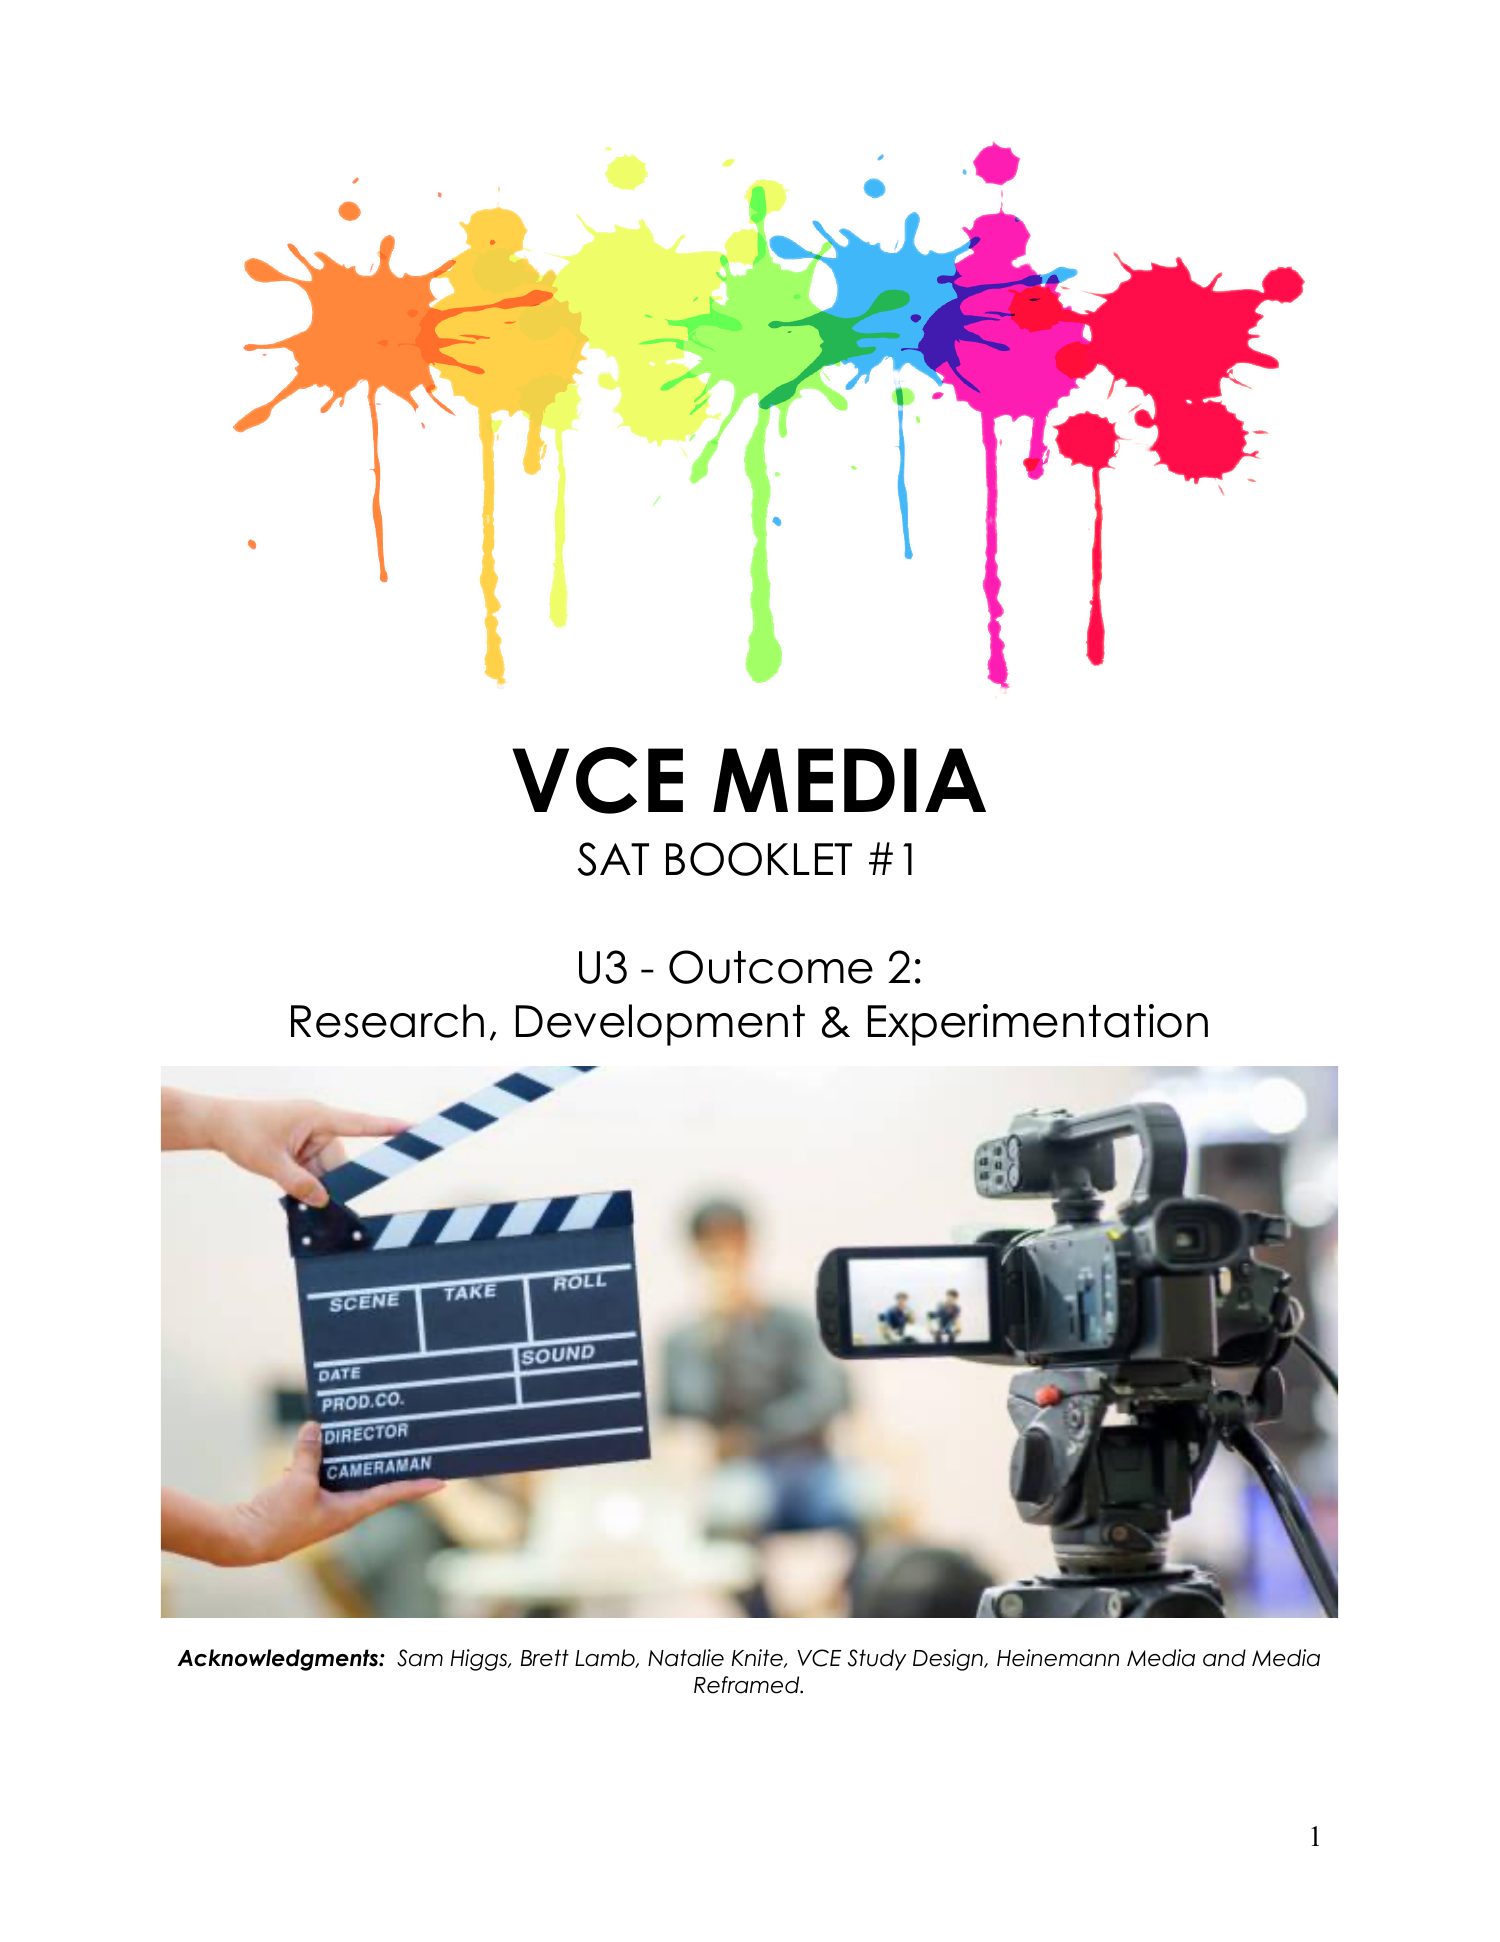 VCE MEDIA
SAT BOOKLET #1
U3 - Outcome 2:
Research, Development & Experimentation
SCENE TAKE ROLL
DATE SOUND
PROD.CO.
DIRECTOR
CAMERAMAN
Acknowledgments: Sam Higgs, Brett Lamb, Natalie Knite, VCE Study Design, Heinemann Media and Media
Reframed.
1